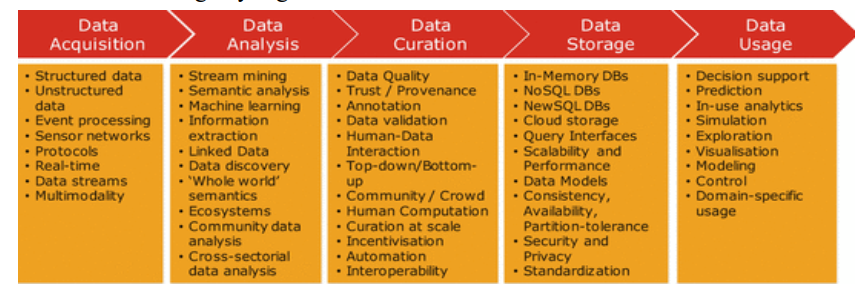 Data
Acquisition
Data
Analysis
Data
Curation
Data
Storage
Data
Usage
• Structured data
• Unstructured
data
• Event processing
• Sensor networks
• Protocols
• Real-time
• Data streams
• Multimodality
• Stream mining
• Semantic analysis
• Machine learning
• Information
extraction
• Linked Data
• Data discovery
• ‘Whole world’
semantics
• Ecosystems
• Community data
analysis
• Cross-sectorial
data analysis
• Data Quality
• Trust / Provenance
• Annotation
• Data validation
• Human-Data
Interaction
• Top-down/Bottom-
up
• Community / Crowd
• Human Computation
• Curation at scale
• Incentivisation
• Automation
• Interoperability
• In-Memory DBs
• NoSQL DBs
• NewSQL DBs
• Cloud storage
• Query Interfaces
• Scalability and
Performance
• Data Models
• Consistency,
Availability,
Partition-tolerance
• Security and
Privacy
• Standardization
• Decision support
• Prediction
• In-use analytics
• Simulation
• Exploration
• Visualisation
• Modeling
• Control
• Domain-specific
usage